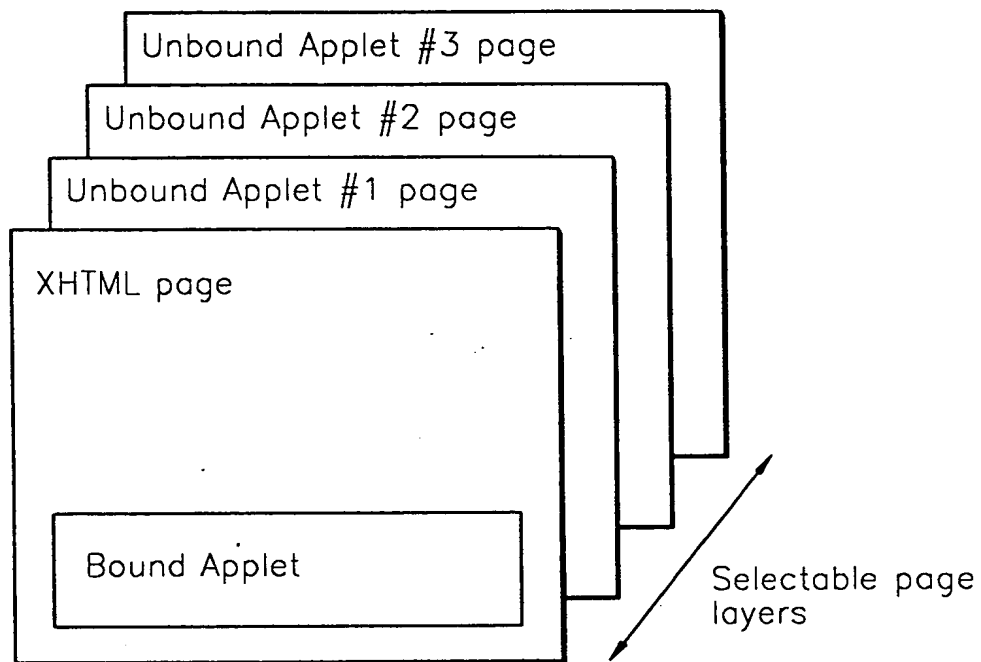 Unbound Applet #3 page
Unbound Applet #2 page
Unbound Applet #1 page
XHTML page
Bound Applet
Selectable page
layers